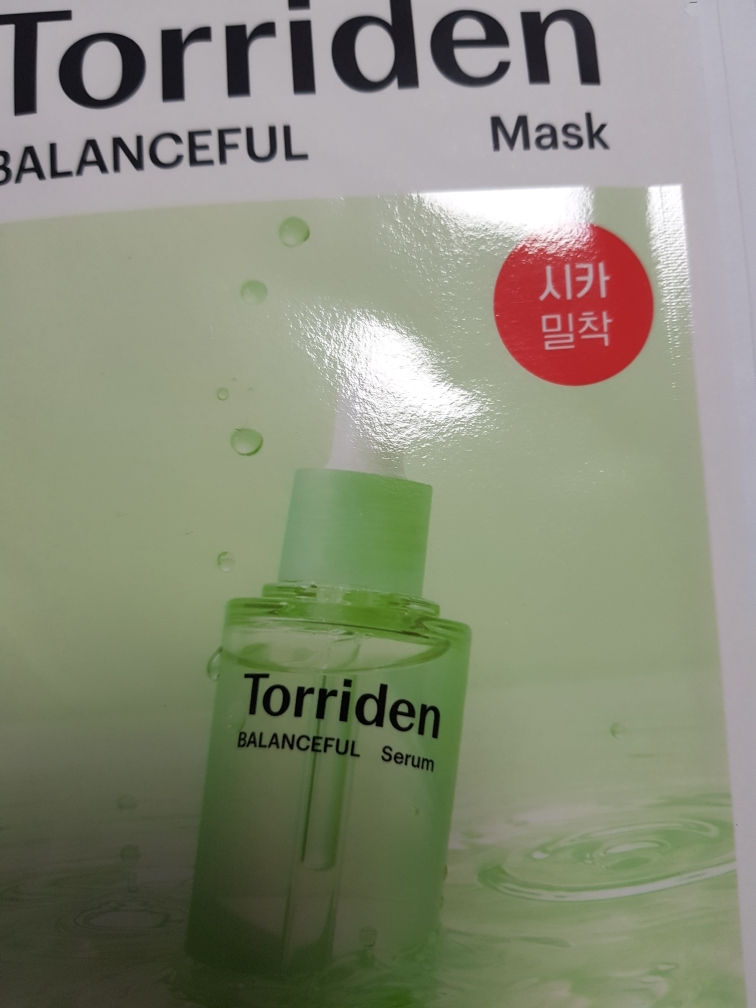 Torriden
BALANCEFUL Mask
시카
밀착
Torriden
BALANCEFUL Serum